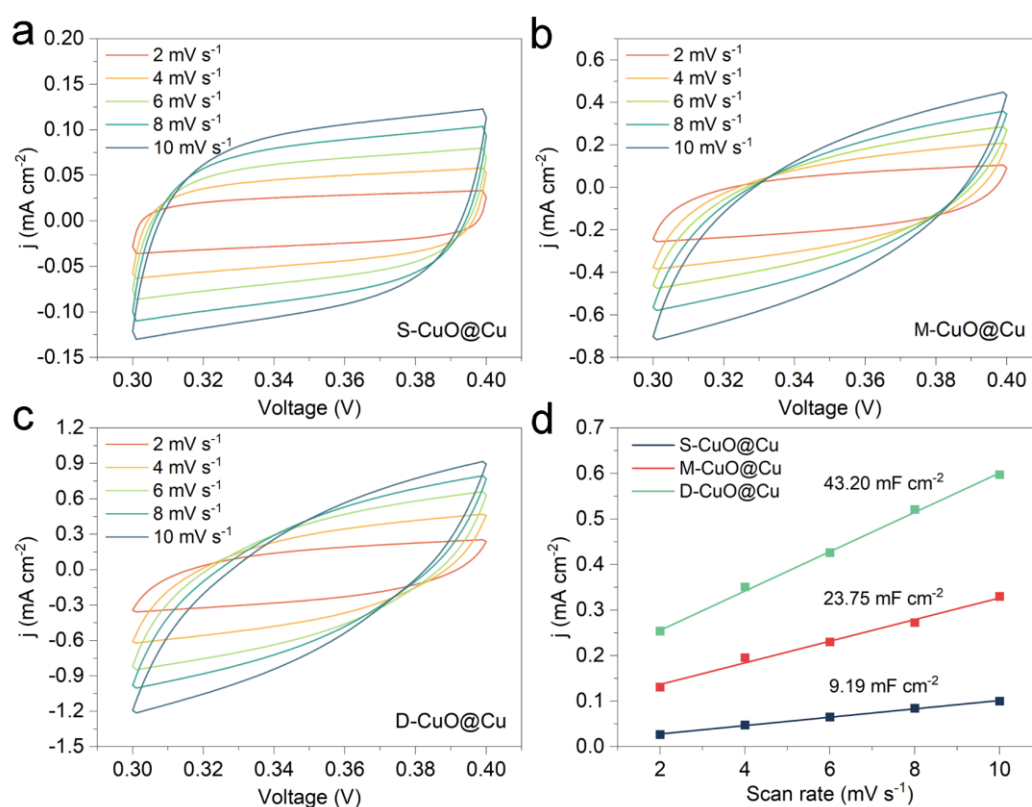 a
0.20
0.15
0.10
0.05
0.00
-0.05
-0.10
-0.15
j (mA cm⁻²)
2 mV s⁻¹
4 mV s⁻¹
6 mV s⁻¹
8 mV s⁻¹
10 mV s⁻¹
S-CuO@Cu
0.30 0.32 0.34 0.36 0.38 0.40
Voltage (V)
b
0.6
0.4
0.2
0.0
-0.2
-0.4
-0.6
-0.8
j (mA cm⁻²)
2 mV s⁻¹
4 mV s⁻¹
6 mV s⁻¹
8 mV s⁻¹
10 mV s⁻¹
M-CuO@Cu
0.30 0.32 0.34 0.36 0.38 0.40
Voltage (V)
c
1.2
0.9
0.6
0.3
0.0
-0.3
-0.6
-0.9
-1.2
-1.5
j (mA cm⁻²)
2 mV s⁻¹
4 mV s⁻¹
6 mV s⁻¹
8 mV s⁻¹
10 mV s⁻¹
D-CuO@Cu
0.30 0.32 0.34 0.36 0.38 0.40
Voltage (V)
d
0.7
0.6
0.5
0.4
0.3
0.2
0.1
0.0
j (mA cm⁻²)
S-CuO@Cu
M-CuO@Cu
D-CuO@Cu
43.20 mF cm⁻²
23.75 mF cm⁻²
9.19 mF cm⁻²
2 4 6 8 10
Scan rate (mV s⁻¹)